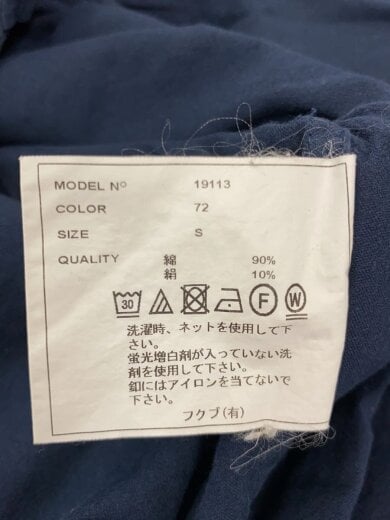 MODEL Nº 19113
COLOR 72
SIZE S
QUALITY 綿 90%
絹 10%
30 F W
洗濯時、ネットを使用して下
さい。
蛍光増白剤が入っていない洗
剤を使用して下さい。
釦にはアイロンを当てないで
下さい。
フクブ(有)